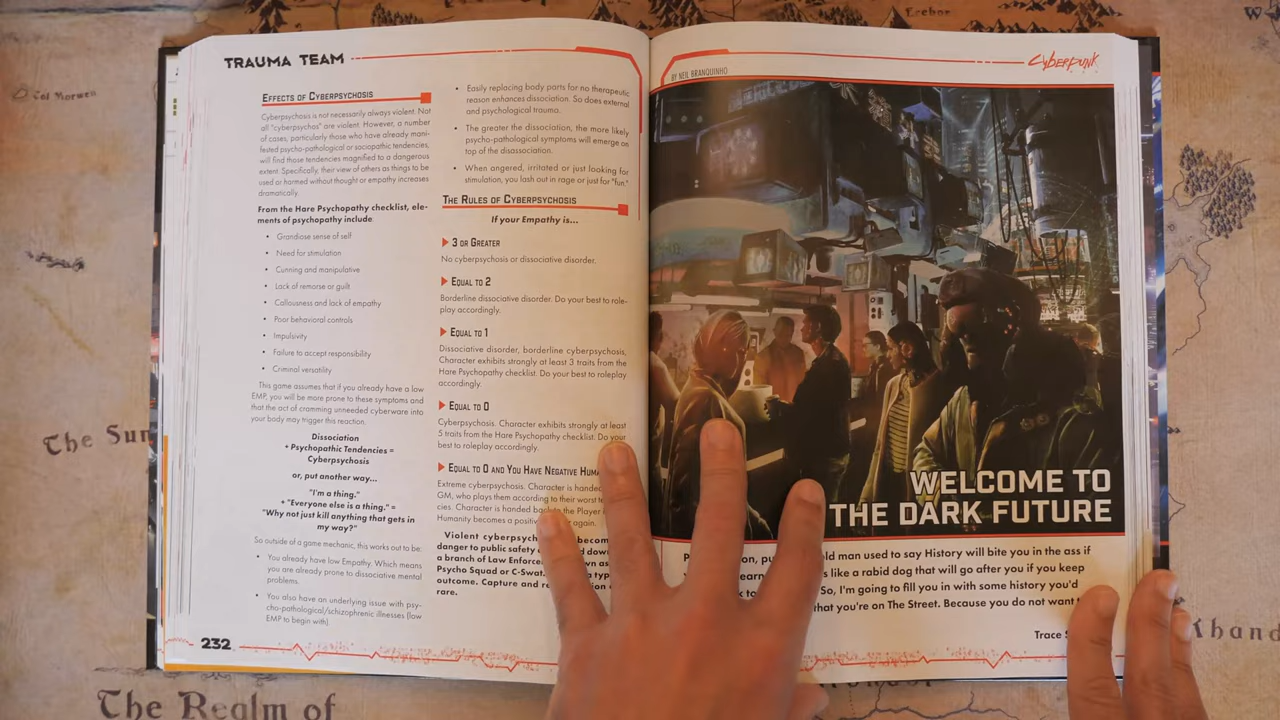 TRAUMA TEAM
EFFECTS OF CYBERPSYCHOSIS
Cyberpsychosis is not necessarily always violent. Not
all "cyberpsychos" are violent. However, a number
of cases, particularly those who have already mani-
fested psycho-pathological or sociopathic tendencies,
will find those tendencies magnified to a dangerous
extent. Specifically, their view of others as things to be
used or harmed without thought or empathy increases
dramatically.
From the Hare Psychopathy checklist, ele-
ments of psychopathy include:
• Grandiose sense of self
• Need for stimulation
• Cunning and manipulative
• Lack of remorse or guilt
• Callousness and lack of empathy
• Poor behavioral controls
• Impulsivity
• Failure to accept responsibility
• Criminal versatility
This game assumes that if you already have a low
EMP, you will be more prone to these symptoms and
that the act of cramming unneeded cyberware into
your body may trigger this reaction.
Dissociation
+ Psychopathic Tendencies =
Cyberpsychosis
or, put another way...
"I'm a thing."
+ "Everyone else is a thing." =
"Why not just kill anything that gets in
my way?"
So outside of a game mechanic, this works out to be:
• You already have low Empathy. Which means
you are already prone to dissociative mental
problems.
• You also have an underlying issue with psy-
cho-pathological/schizophrenic illnesses (low
EMP to begin with).
232
• Easily replacing body parts for no therapeutic
reason enhances dissociation. So does external
and psychological trauma.
• The greater the dissociation, the more likely
psycho-pathological symptoms will emerge on
top of the disassociation.
• When angered, irritated or just looking for
stimulation, you lash out in rage or just for "fun."
THE RULES OF CYBERPSYCHOSIS
If your Empathy is...
3 OR GREATER
No cyberpsychosis or dissociative disorder.
EQUAL TO 2
Borderline dissociative disorder. Do your best to role-
play accordingly.
EQUAL TO 1
Dissociative disorder, borderline cyberpsychosis.
Character exhibits strongly at least 3 traits from the
Hare Psychopathy checklist. Do your best to roleplay
accordingly.
EQUAL TO 0
Cyberpsychosis. Character exhibits strongly at least
5 traits from the Hare Psychopathy checklist. Do your
best to roleplay accordingly.
EQUAL TO 0 AND YOU HAVE NEGATIVE
Extreme cyberpsychosis. Character is handed
GM, who plays them according to their worst
Character is handed back to the Player
Humanity becomes a positive again.
Violent
danger to public safety
a branch of Law
Psycho Squad or C-Swat.
outcome. Capture and
rare.
CYBERPUNK
BY NEIL BRANQUINHO
WELCOME TO
THE DARK FUTURE
old man used to say History will bite you in the ass if
like a rabid dog that will go after you if you keep
So, I'm going to fill you in with some history you'd
that you're on The Street. Because you do not want
Trace
Erebor
Col Morwen
The
The Realm of
Khand